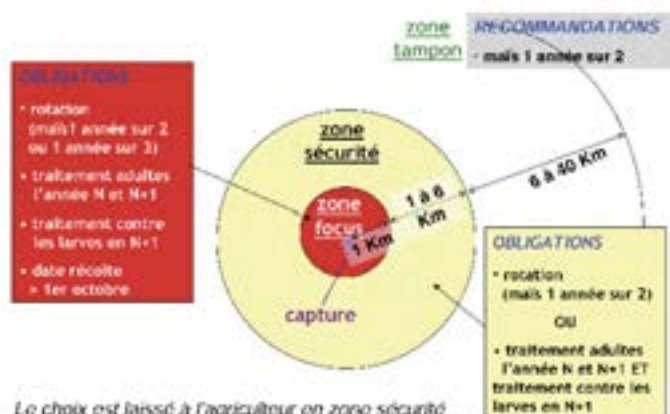 zone
tampon
RECOMMANDATIONS
- maïs 1 année sur 2
OBLIGATIONS
• rotation
(maïs1 année sur 2
ou 1 année sur 3)
• traitement adultes
l'année N et N+1
• traitement contre
les larves en N+1
• date récolte
> 1er octobre
zone
sécurité
zone
focus
1 Km
1 à 6
Km
6 à 40 Km
capture
OBLIGATIONS
• rotation
(maïs 1 année sur 2)
OU
• traitement adultes
l'année N et N+1 ET
traitement contre les
larves en N+1
Le choix est laissé à l'agriculteur en zone sécurité